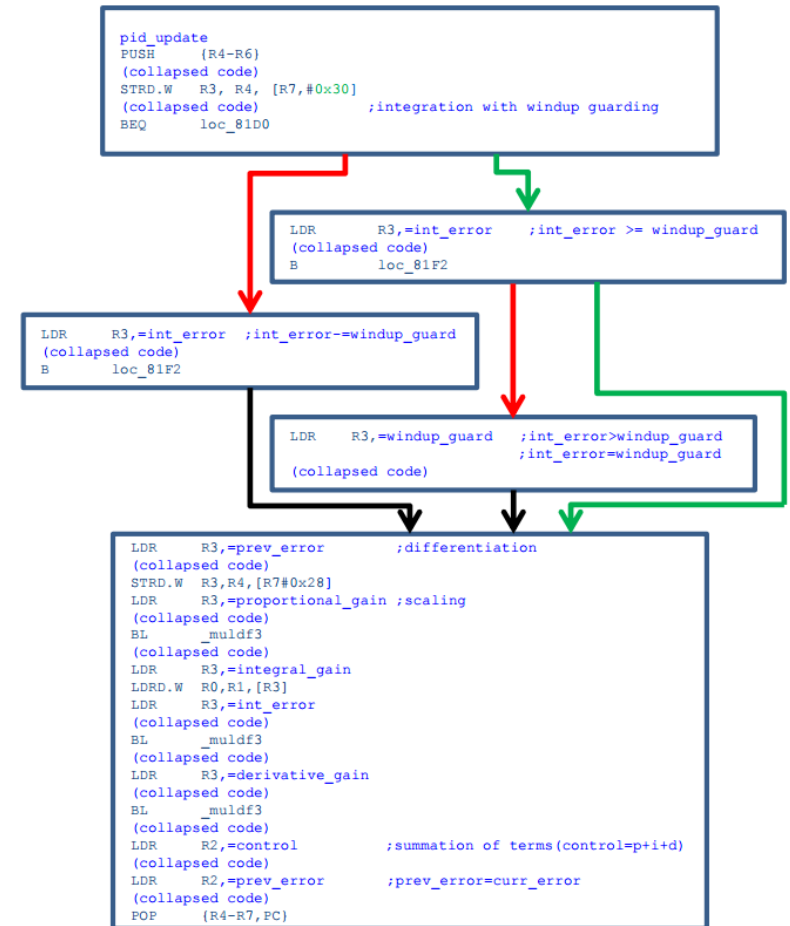 pid_update
PUSH {R4-R6}
(collapsed code)
STRD.W R3, R4, [R7,#0x30]
(collapsed code) ;integration with windup guarding
BEQ loc_81D0
LDR R3,=int_error ;int_error >= windup_guard
(collapsed code)
B loc_81F2
LDR R3,=int_error ;int_error-=windup_guard
(collapsed code)
B loc_81F2
LDR R3,=windup_guard ;int_error>windup_guard
;int_error=windup_guard
(collapsed code)
LDR R3,=prev_error ;differentiation
(collapsed code)
STRD.W R3,R4,[R7#0x28]
LDR R3,=proportional_gain ;scaling
(collapsed code)
BL _muldf3
(collapsed code)
LDR R3,=integral_gain
LDRD.W R0,R1,[R3]
LDR R3,=int_error
(collapsed code)
BL _muldf3
(collapsed code)
LDR R3,=derivative_gain
(collapsed code)
BL _muldf3
(collapsed code)
LDR R2,=control ;summation of terms(control=p+i+d)
(collapsed code)
LDR R2,=prev_error ;prev_error=curr_error
(collapsed code)
POP {R4-R7,PC}